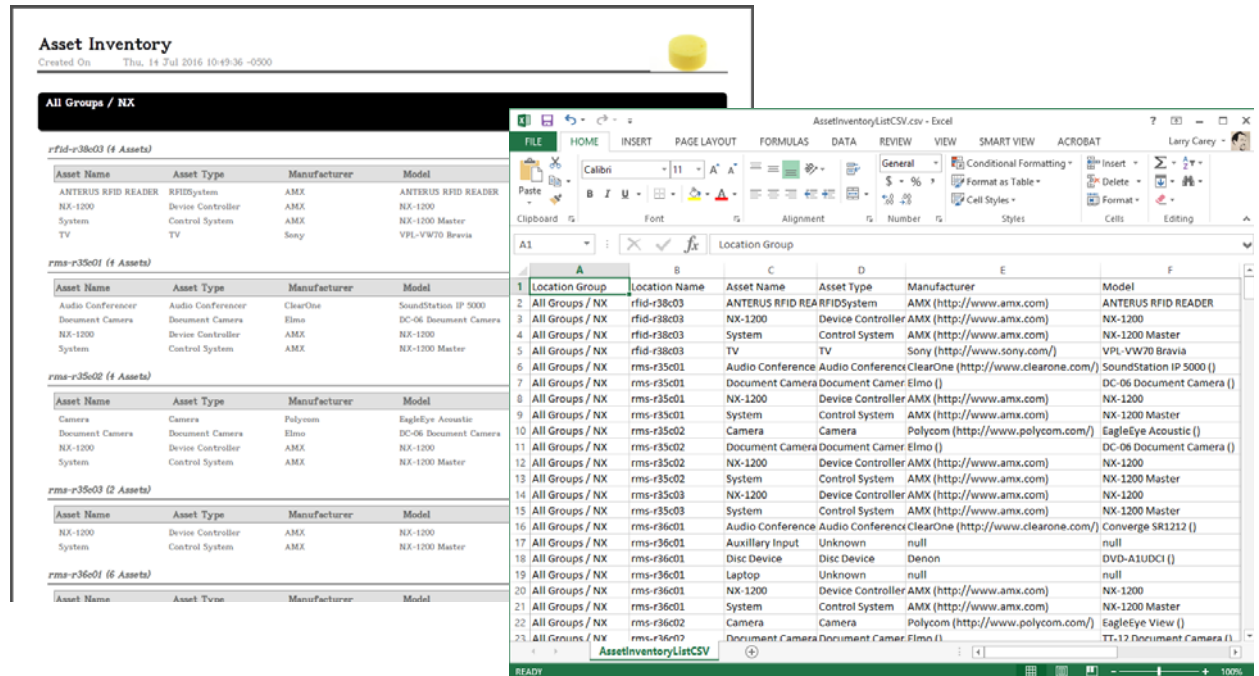 Asset Inventory
Created On Thu, 14 Jul 2016 10:49:36 -0500
All Groups / NX
rfid-r38c03 (4 Assets)
Asset Name Asset Type Manufacturer Model
ANTERUS RFID READER RFIDSystem AMX ANTERUS RFID READER
NX-1200 Device Controller AMX NX-1200
System Control System AMX NX-1200 Master
TV TV Sony VPL-VW70 Bravia
rms-r35c01 (4 Assets)
Asset Name Asset Type Manufacturer Model
Audio Conferencer Audio Conferencer ClearOne SoundStation IP 5000
Document Camera Document Camera Elmo DC-06 Document Camera
NX-1200 Device Controller AMX NX-1200
System Control System AMX NX-1200 Master
rms-r35c02 (4 Assets)
Asset Name Asset Type Manufacturer Model
Camera Camera Polycom EagleEye Acoustic
Document Camera Document Camera Elmo DC-06 Document Camera
NX-1200 Device Controller AMX NX-1200
System Control System AMX NX-1200 Master
rms-r35c03 (2 Assets)
Asset Name Asset Type Manufacturer Model
NX-1200 Device Controller AMX NX-1200
System Control System AMX NX-1200 Master
rms-r36c01 (6 Assets)
Asset Name Asset Type Manufacturer Model
AssetInventoryListCSV.csv - Excel
FILE HOME INSERT PAGE LAYOUT FORMULAS DATA REVIEW VIEW SMART VIEW ACROBAT Larry Carey
Calibri 11 General Conditional Formatting Insert
Paste B I U $ % Format as Table Delete
Cell Styles Format
Clipboard Font Alignment Number Styles Cells Editing
A1 fx Location Group
A B C D E F
1 Location Group Location Name Asset Name Asset Type Manufacturer Model
2 All Groups / NX rfid-r38c03 ANTERUS RFID REA RFIDSystem AMX (http://www.amx.com) ANTERUS RFID READER
3 All Groups / NX rfid-r38c03 NX-1200 Device Controller AMX (http://www.amx.com) NX-1200
4 All Groups / NX rfid-r38c03 System Control System AMX (http://www.amx.com) NX-1200 Master
5 All Groups / NX rfid-r38c03 TV TV Sony (http://www.sony.com/) VPL-VW70 Bravia
6 All Groups / NX rms-r35c01 Audio Conference Audio Conference ClearOne (http://www.clearone.com/) SoundStation IP 5000 ()
7 All Groups / NX rms-r35c01 Document Camera Document Camer Elmo () DC-06 Document Camera ()
8 All Groups / NX rms-r35c01 NX-1200 Device Controller AMX (http://www.amx.com) NX-1200
9 All Groups / NX rms-r35c01 System Control System AMX (http://www.amx.com) NX-1200 Master
10 All Groups / NX rms-r35c02 Camera Camera Polycom (http://www.polycom.com/) EagleEye Acoustic ()
11 All Groups / NX rms-r35c02 Document Camera Document Camer Elmo () DC-06 Document Camera ()
12 All Groups / NX rms-r35c02 NX-1200 Device Controller AMX (http://www.amx.com) NX-1200
13 All Groups / NX rms-r35c02 System Control System AMX (http://www.amx.com) NX-1200 Master
14 All Groups / NX rms-r35c03 NX-1200 Device Controller AMX (http://www.amx.com) NX-1200
15 All Groups / NX rms-r35c03 System Control System AMX (http://www.amx.com) NX-1200 Master
16 All Groups / NX rms-r36c01 Audio Conference Audio Conference ClearOne (http://www.clearone.com/) Converge SR1212 ()
17 All Groups / NX rms-r36c01 Auxillary Input Unknown null null
18 All Groups / NX rms-r36c01 Disc Device Disc Device Denon DVD-A1UDCI ()
19 All Groups / NX rms-r36c01 Laptop Unknown null null
20 All Groups / NX rms-r36c01 NX-1200 Device Controller AMX (http://www.amx.com) NX-1200
21 All Groups / NX rms-r36c01 System Control System AMX (http://www.amx.com) NX-1200 Master
22 All Groups / NX rms-r36c02 Camera Camera Polycom (http://www.polycom.com/) EagleEye View ()
23 All Groups / NX rms-r36c02 Document Camera Document Camer Elmo () TT-12 Document Camera ()
AssetInventoryListCSV
READY 100%